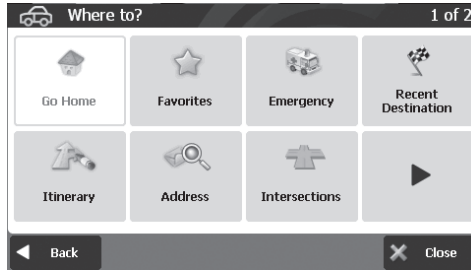 Where to?
1 of 2
Go Home
Favorites
Emergency
Recent
Destination
Itinerary
Address
Intersections
Back
Close